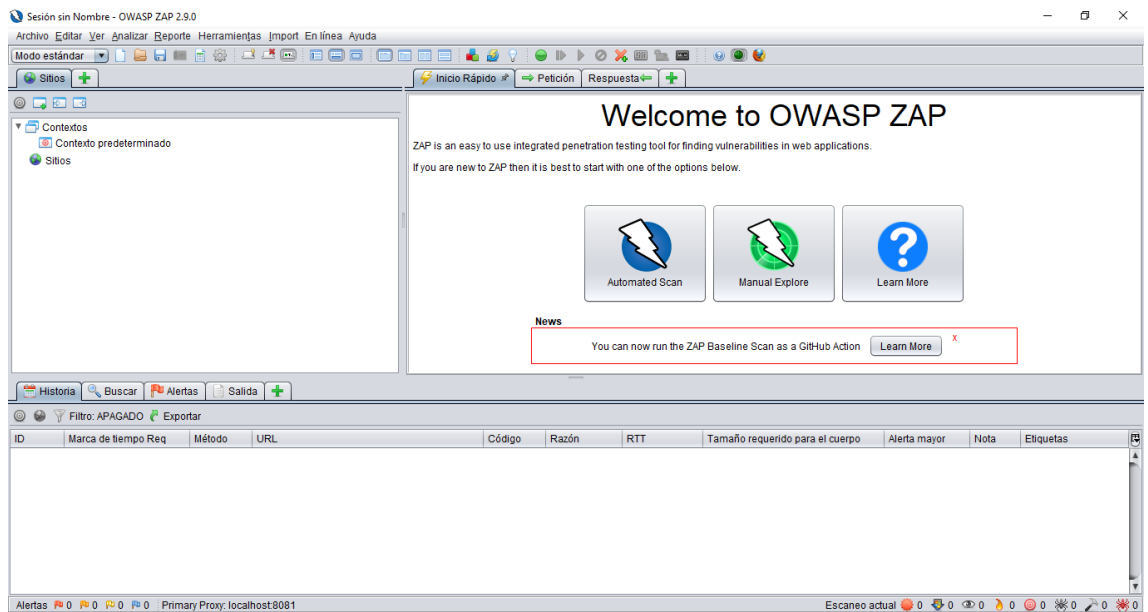 Sesión sin Nombre - OWASP ZAP 2.9.0
Archivo Editar Ver Analizar Reporte Herramientas Import En línea Ayuda
Modo estándar
Sitios
Inicio Rápido
Petición
Respuesta
Contextos
Contexto predeterminado
Sitios
Welcome to OWASP ZAP
ZAP is an easy to use integrated penetration testing tool for finding vulnerabilities in web applications.
If you are new to ZAP then it is best to start with one of the options below.
Automated Scan
Manual Explore
Learn More
News
You can now run the ZAP Baseline Scan as a GitHub Action
Learn More
X
Historia
Buscar
Alertas
Salida
Filtro: APAGADO
Exportar
ID Marca de tiempo Req Método URL Código Razón RTT Tamaño requerido para el cuerpo Alerta mayor Nota Etiquetas
Alertas 0 0 0 0 Primary Proxy: localhost:8081 Escaneo actual 0 0 0 0 0 0 0 0